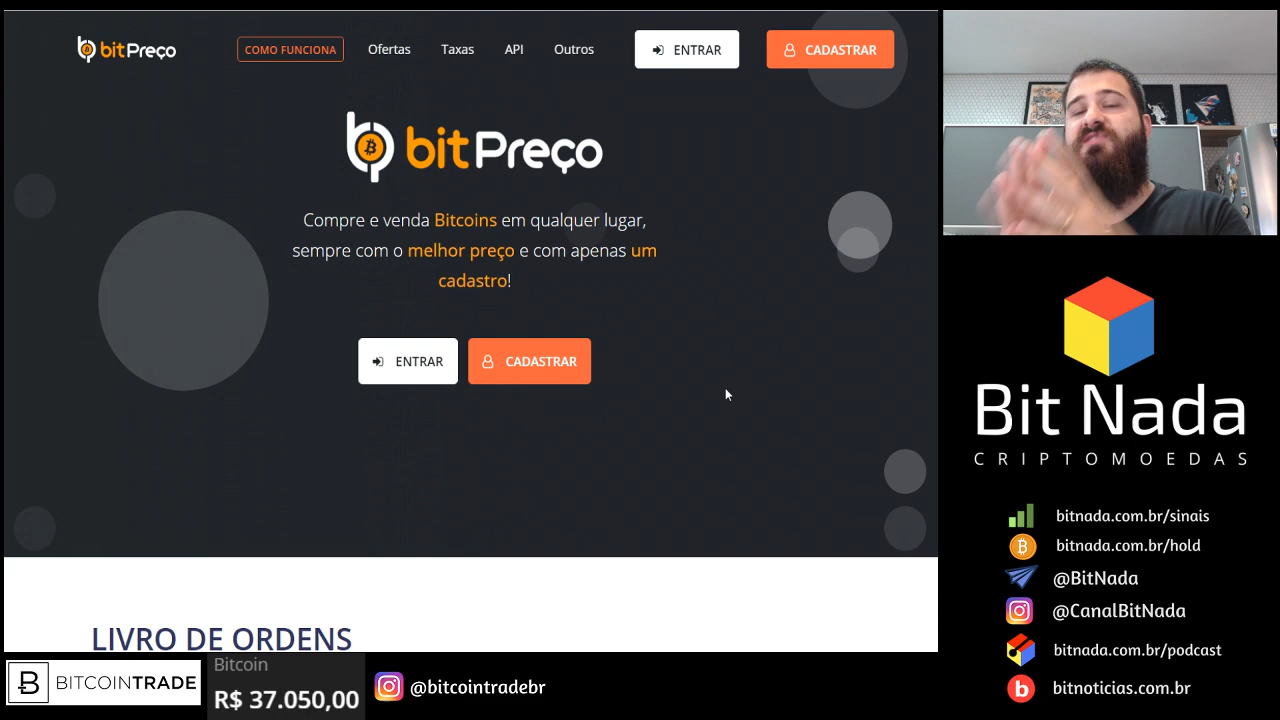 bitPreço
COMO FUNCIONA
Ofertas
Taxas
API
Outros
ENTRAR
CADASTRAR
bitPreço
Compre e venda Bitcoins em qualquer lugar,
sempre com o melhor preço e com apenas um
cadastro!
ENTRAR
CADASTRAR
LIVRO DE ORDENS
BITCOINTRADE
Bitcoin
R$ 37.050,00
@bitcointradebr
Bit Nada
CRIPTOMOEDAS
bitnada.com.br/sinais
bitnada.com.br/hold
@BitNada
@CanalBitNada
bitnada.com.br/podcast
bitnoticias.com.br